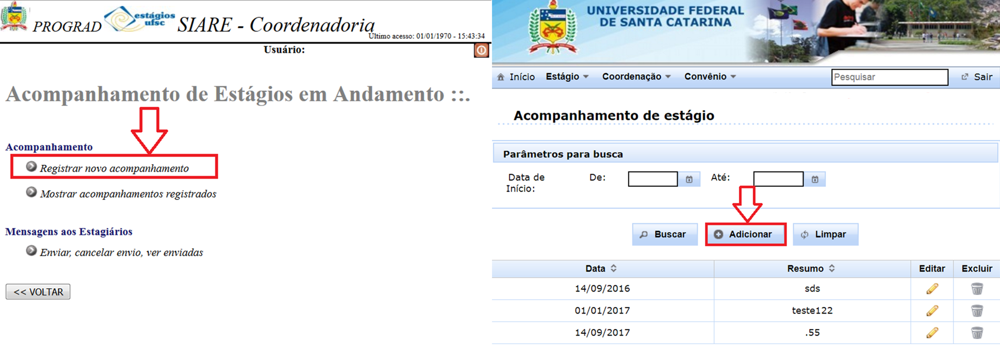 PROGRAD estágios ufsc SIARE - Coordenadoria
Último acesso: 01/01/1970 - 15:43:34
Usuário:
Acompanhamento de Estágios em Andamento ::.
Acompanhamento
Registrar novo acompanhamento
Mostrar acompanhamentos registrados
Mensagens aos Estagiários
Enviar, cancelar envio, ver enviadas
<< VOLTAR
UNIVERSIDADE FEDERAL
DE SANTA CATARINA
Início Estágio Coordenação Convênio Pesquisar Sair
Acompanhamento de estágio
Parâmetros para busca
Data de
Início: De: Até:
Buscar Adicionar Limpar
Data Resumo Editar Excluir
14/09/2016 sds
01/01/2017 teste122
14/09/2017 .55